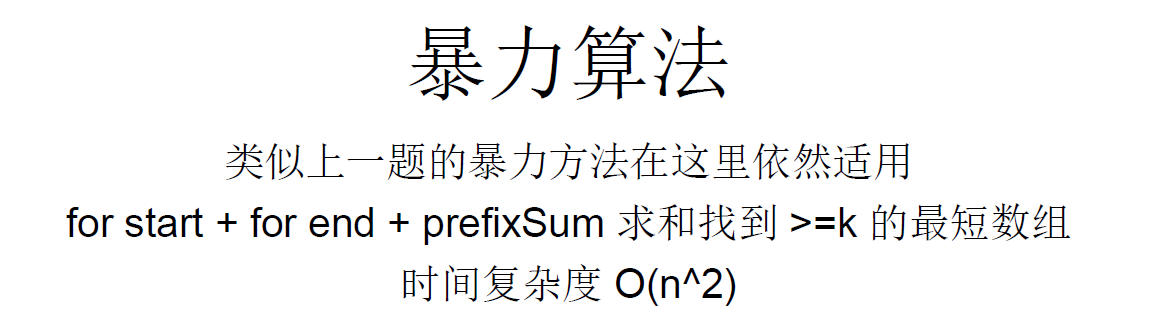 暴力算法
类似上一题的暴力方法在这里依然适用
for start + for end + prefixSum 求和找到 >=k 的最短数组
时间复杂度 O(n^2)